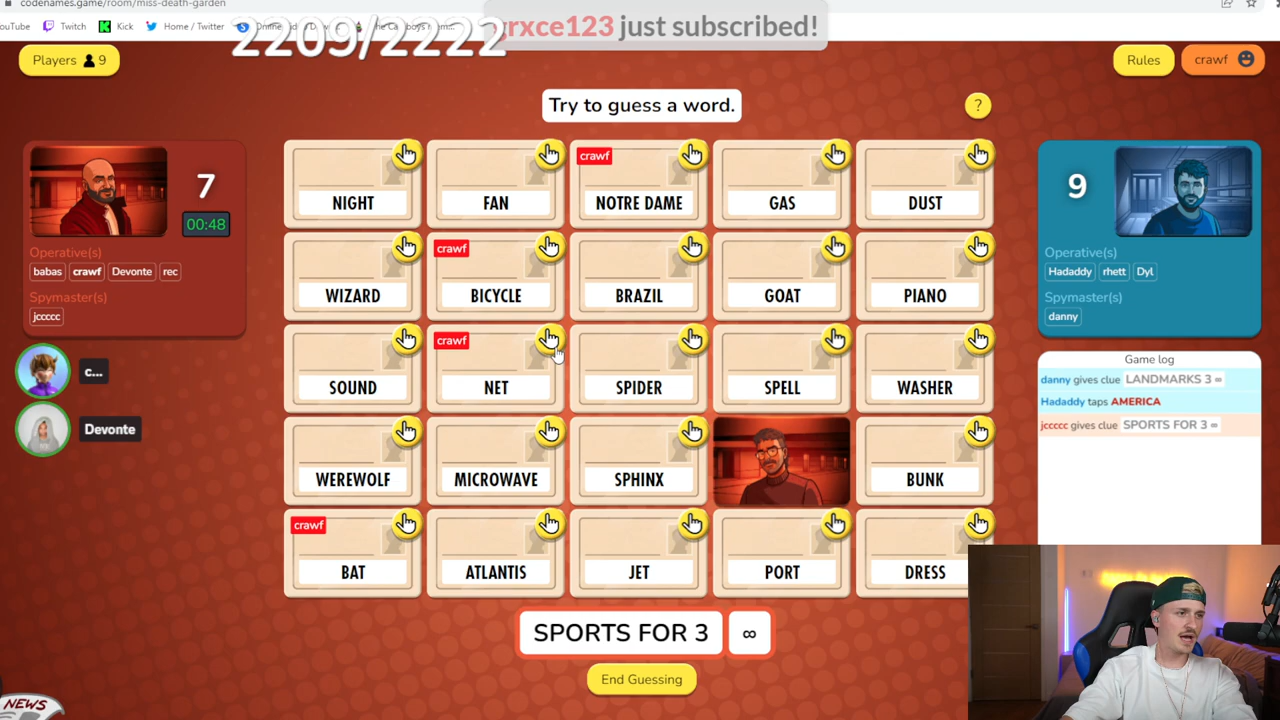 codenames.game/room/miss-death-garden
YouTube Twitch Kick Home / Twitter
2209/2222
grxce123 just subscribed!
Players 9
Rules
crawf
Try to guess a word.
?
7
00:48
Operative(s)
babas crawf Devonte rec
Spymaster(s)
jccccc
c...
Devonte
NIGHT
FAN
crawf
NOTRE DAME
GAS
DUST
WIZARD
crawf
BICYCLE
BRAZIL
GOAT
PIANO
SOUND
crawf
NET
SPIDER
SPELL
WASHER
WEREWOLF
MICROWAVE
SPHINX
BUNK
crawf
BAT
ATLANTIS
JET
PORT
DRESS
SPORTS FOR 3
∞
End Guessing
9
Operative(s)
Hadaddy rhett Dyl
Spymaster(s)
danny
Game log
danny gives clue LANDMARKS 3 ∞
Hadaddy taps AMERICA
jccccc gives clue SPORTS FOR 3 ∞
NEWS